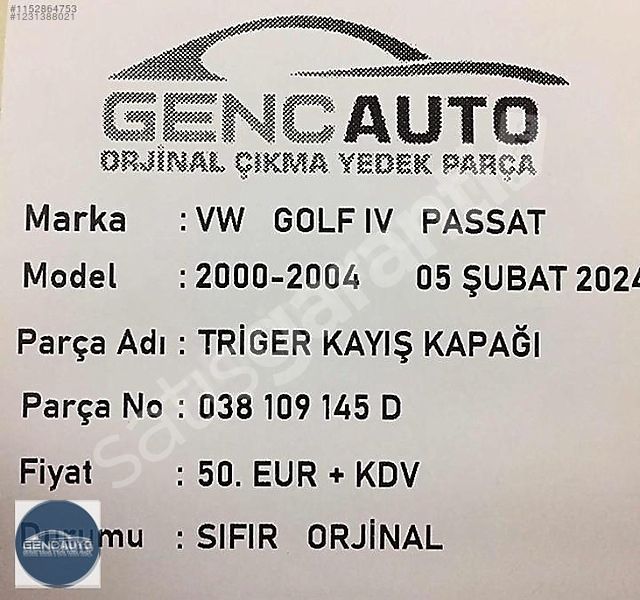 #1152864753
#1231388021
GENCAUTO
ORJİNAL ÇIKMA YEDEK PARÇA
Marka : VW GOLF IV PASSAT
Model : 2000-2004 05 ŞUBAT 2024
Parça Adı : TRİGER KAYIŞ KAPAĞI
Parça No : 038 109 145 D
Fiyat : 50. EUR + KDV
Durumu : SIFIR ORJİNAL
GENCAUTO